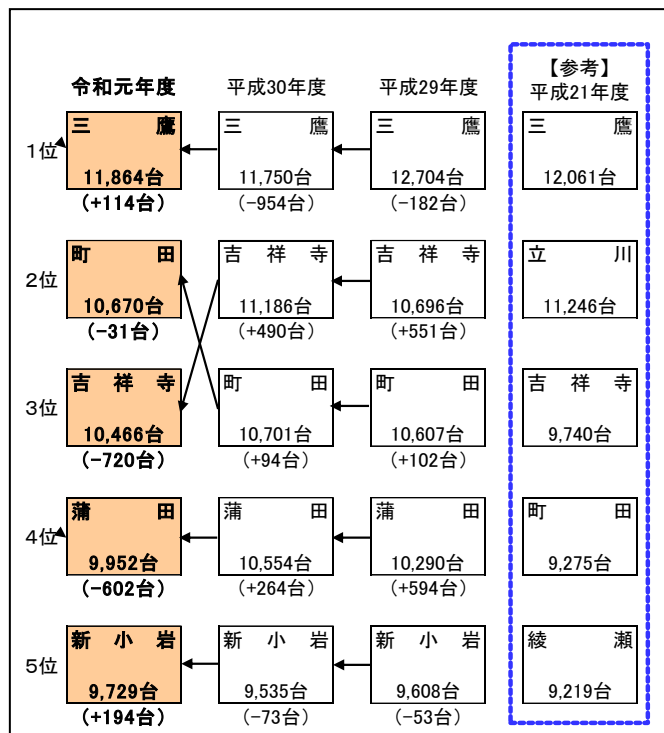 【参考】
令和元年度 平成30年度 平成29年度 平成21年度
1位 三鷹 三鷹 三鷹 三鷹
11,864台 11,750台 12,704台 12,061台
(+114台) (-954台) (-182台)
2位 町田 吉祥寺 吉祥寺 立川
10,670台 11,186台 10,696台 11,246台
(-31台) (+490台) (+551台)
3位 吉祥寺 町田 町田 吉祥寺
10,466台 10,701台 10,607台 9,740台
(-720台) (+94台) (+102台)
4位 蒲田 蒲田 蒲田 町田
9,952台 10,554台 10,290台 9,275台
(-602台) (+264台) (+594台)
5位 新小岩 新小岩 新小岩 綾瀬
9,729台 9,535台 9,608台 9,219台
(+194台) (-73台) (-53台)